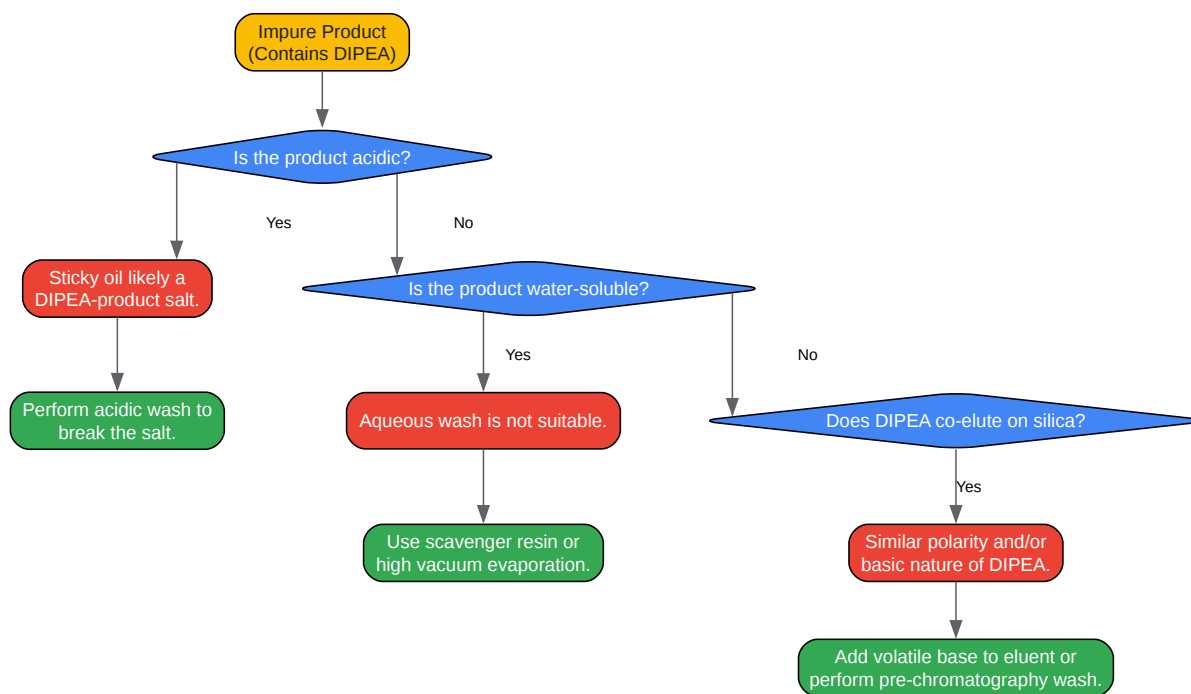 Impure Product
(Contains DIPEA)
Is the product acidic?
Yes
No
Sticky oil likely a
DIPEA-product salt.
Is the product water-soluble?
Yes
No
Perform acidic wash to
break the salt.
Aqueous wash is not suitable.
Does DIPEA co-elute on silica?
Yes
Use scavenger resin or
high vacuum evaporation.
Similar polarity and/or
basic nature of DIPEA.
Add volatile base to eluent or
perform pre-chromatography wash.